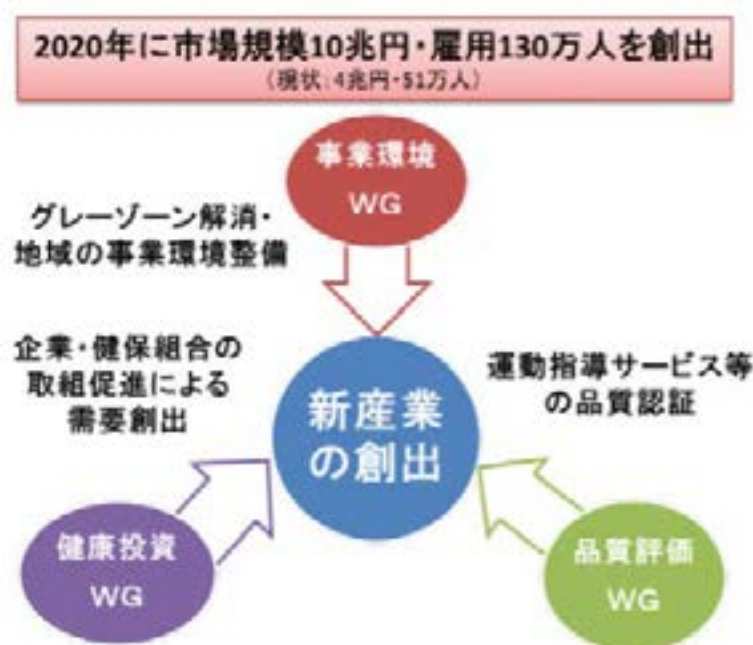 2020年に市場規模10兆円・雇用130万人を創出
（現状：4兆円・51万人）
事業環境
WG
グレーゾーン解消・
地域の事業環境整備
企業・健保組合の
取組促進による
需要創出
運動指導サービス等
の品質認証
新産業
の創出
健康投資
WG
品質評価
WG